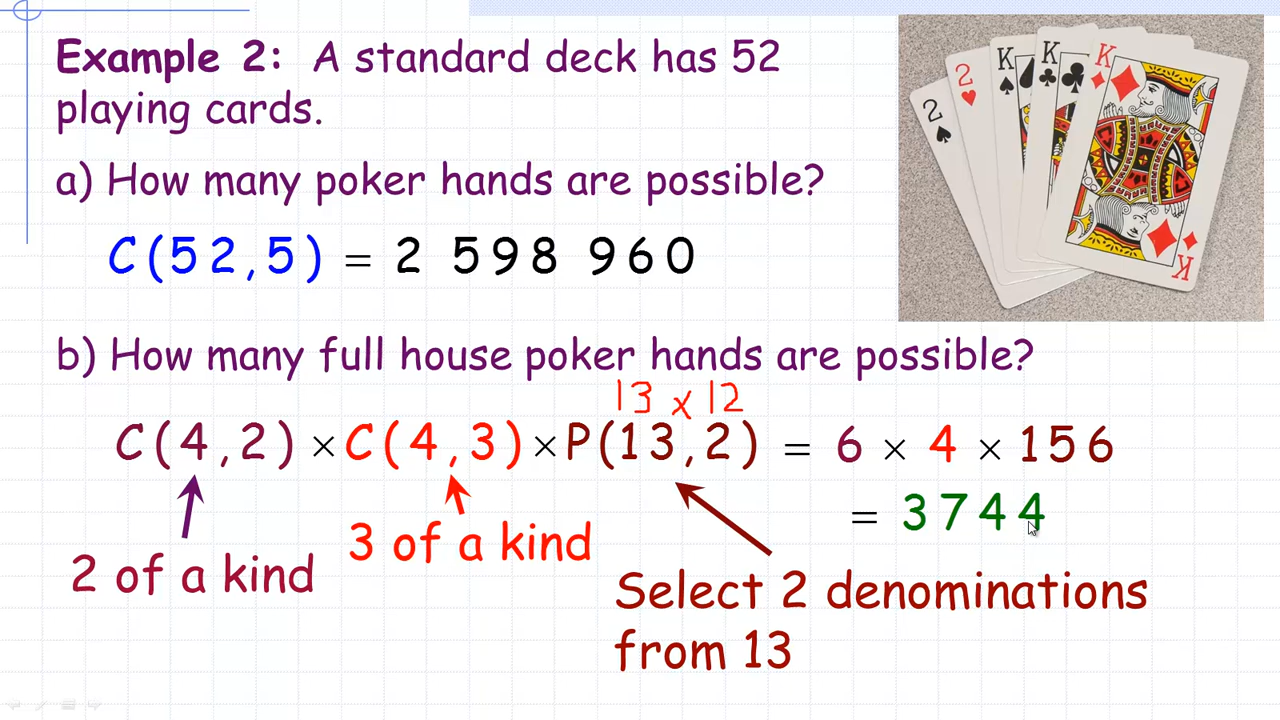 Example 2: A standard deck has 52
playing cards.
a) How many poker hands are possible?
C(52,5) = 2 598 960
b) How many full house poker hands are possible?
13 x 12
C(4,2) × C(4,3) × P(13,2) = 6 × 4 × 156
= 3744
2 of a kind
3 of a kind
Select 2 denominations
from 13
2
2
K
K
K
K